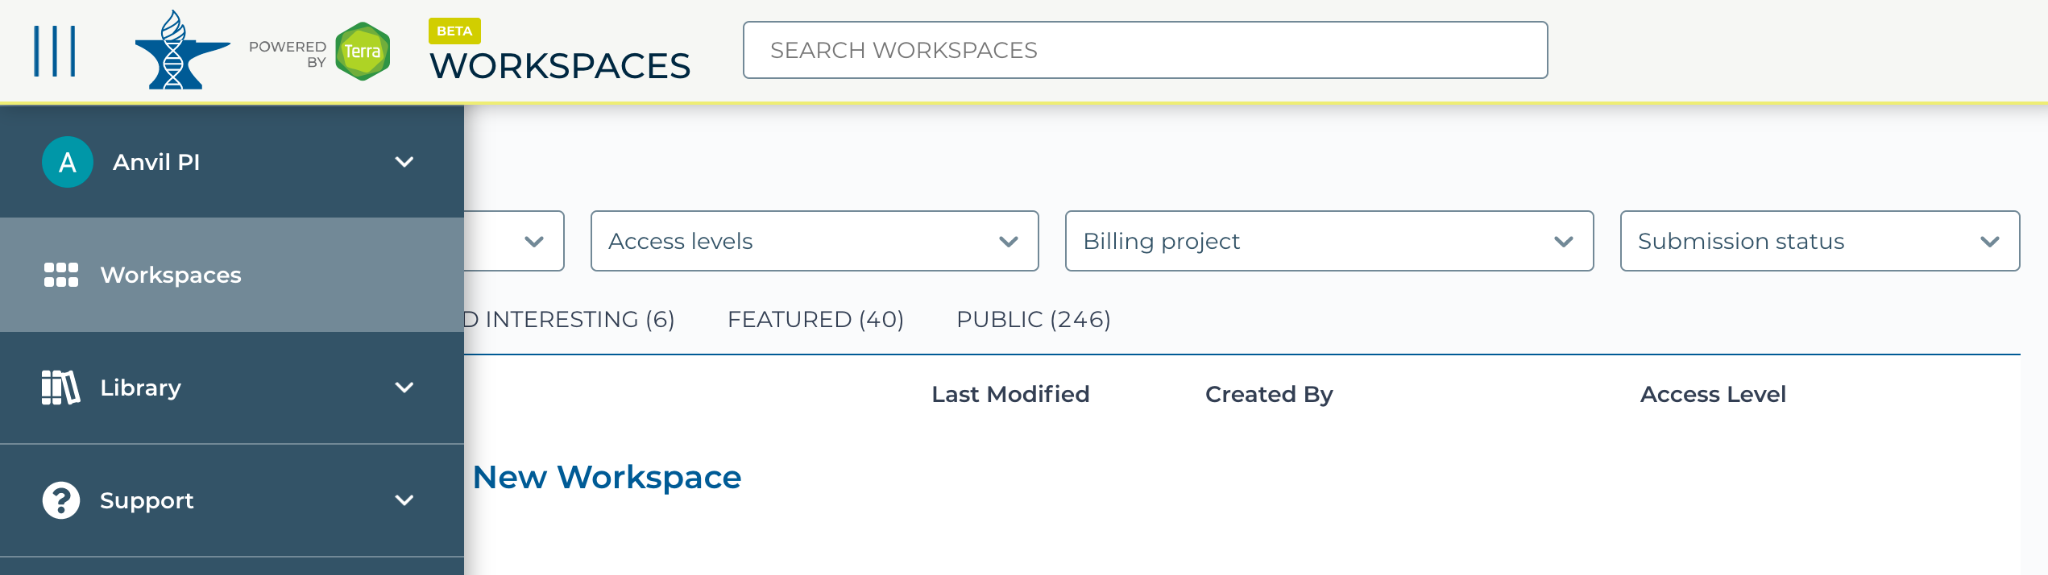 POWERED
BY
Terra
BETA
WORKSPACES
SEARCH WORKSPACES
A
Anvil PI
Workspaces
Library
Support
Access levels
Billing project
Submission status
D INTERESTING (6)
FEATURED (40)
PUBLIC (246)
Last Modified
Created By
Access Level
New Workspace